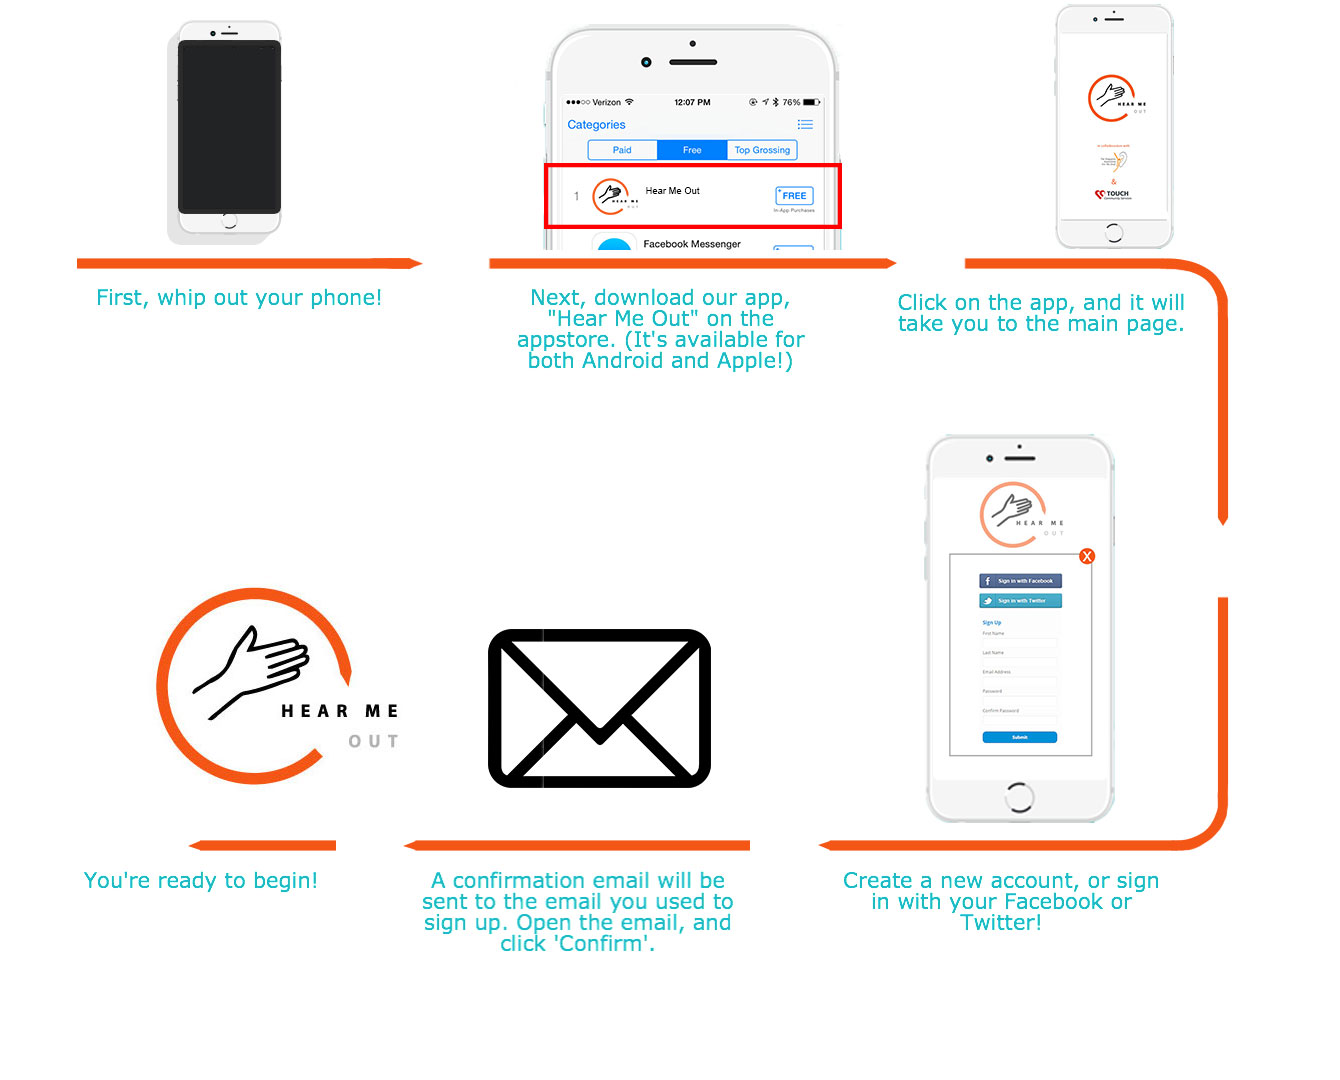 Verizon
12:07 PM
76%
Categories
Paid
Free
Top Grossing
1
Hear Me Out
HEAR ME
FREE
In-App Purchases
Facebook Messenger
HEAR ME
OUT
&
TOUCH
Community Services
First, whip out your phone!
Next, download our app,
"Hear Me Out" on the
appstore. (It's available for
both Android and Apple!)
Click on the app, and it will
take you to the main page.
HEAR ME
OUT
X
f Sign in with Facebook
Sign in with Twitter
Sign Up
First Name
Last Name
Email Address
Password
Confirm Password
Submit
HEAR ME
OUT
You're ready to begin!
A confirmation email will be
sent to the email you used to
sign up. Open the email, and
click 'Confirm'.
Create a new account, or sign
in with your Facebook or
Twitter!